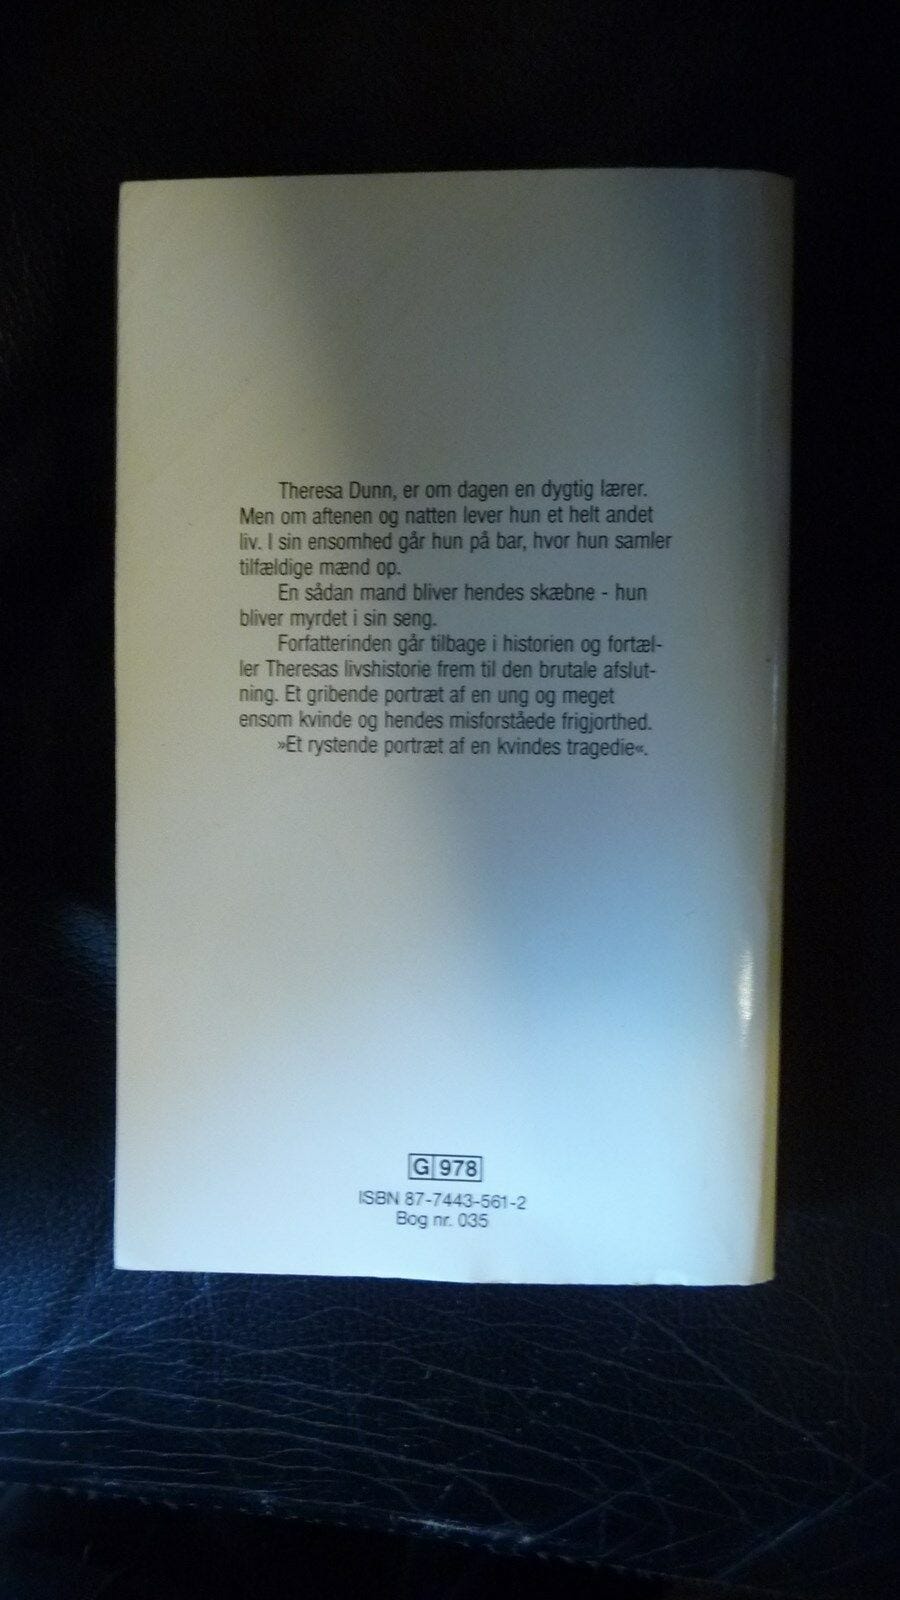 Theresa Dunn, er om dagen en dygtig lærer.
Men om aftenen og natten lever hun et helt andet
liv. I sin ensomhed går hun på bar, hvor hun samler
tilfældige mænd op.
En sådan mand bliver hendes skæbne - hun
bliver myrdet i sin seng.
Forfatterinden går tilbage i historien og fortæl-
ler Theresas livshistorie frem til den brutale afslut-
ning. Et gribende portræt af en ung og meget
ensom kvinde og hendes misforståede frigjorthed.
»Et rystende portræt af en kvindes tragedie«.
G 978
ISBN 87-7443-561-2
Bog nr. 035